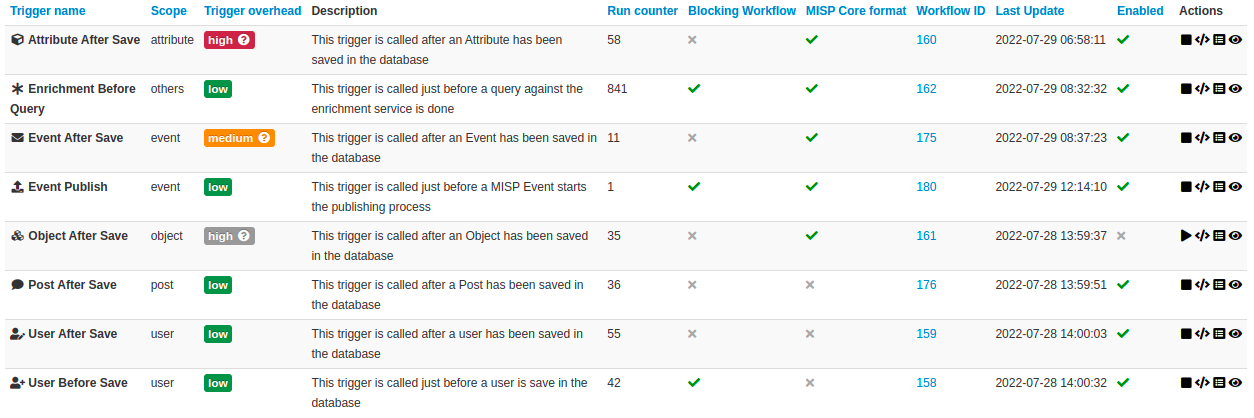 Trigger name Scope Trigger overhead Description Run counter Blocking Workflow MISP Core format Workflow ID Last Update Enabled Actions
Attribute After Save attribute high ? This trigger is called after an Attribute has been 58 160 2022-07-29 06:58:11
saved in the database
Enrichment Before others low This trigger is called just before a query against the 841 162 2022-07-29 08:32:32
Query enrichment service is done
Event After Save event medium ? This trigger is called after an Event has been saved in 11 175 2022-07-29 08:37:23
the database
Event Publish event low This trigger is called just before a MISP Event starts 1 180 2022-07-29 12:14:10
the publishing process
Object After Save object high ? This trigger is called after an Object has been saved 35 161 2022-07-28 13:59:37
in the database
Post After Save post low This trigger is called after a Post has been saved in 36 176 2022-07-28 13:59:51
the database
User After Save user low This trigger is called after a user has been saved in 55 159 2022-07-28 14:00:03
the database
User Before Save user low This trigger is called just before a user is save in the 42 158 2022-07-28 14:00:32
database